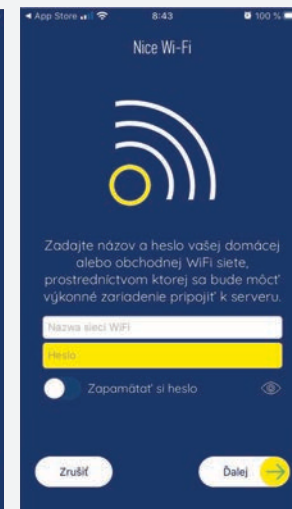 ◀ App Store 8:43 100 %
Nice Wi-Fi
Zadajte názov a heslo vašej domácej
alebo obchodnej WiFi siete,
prostredníctvom ktorej sa bude môcť
výkonné zariadenie pripojiť k serveru.
Nazwa sieci WiFi
Heslo
Zapamätať si heslo
Zrušiť Ďalej